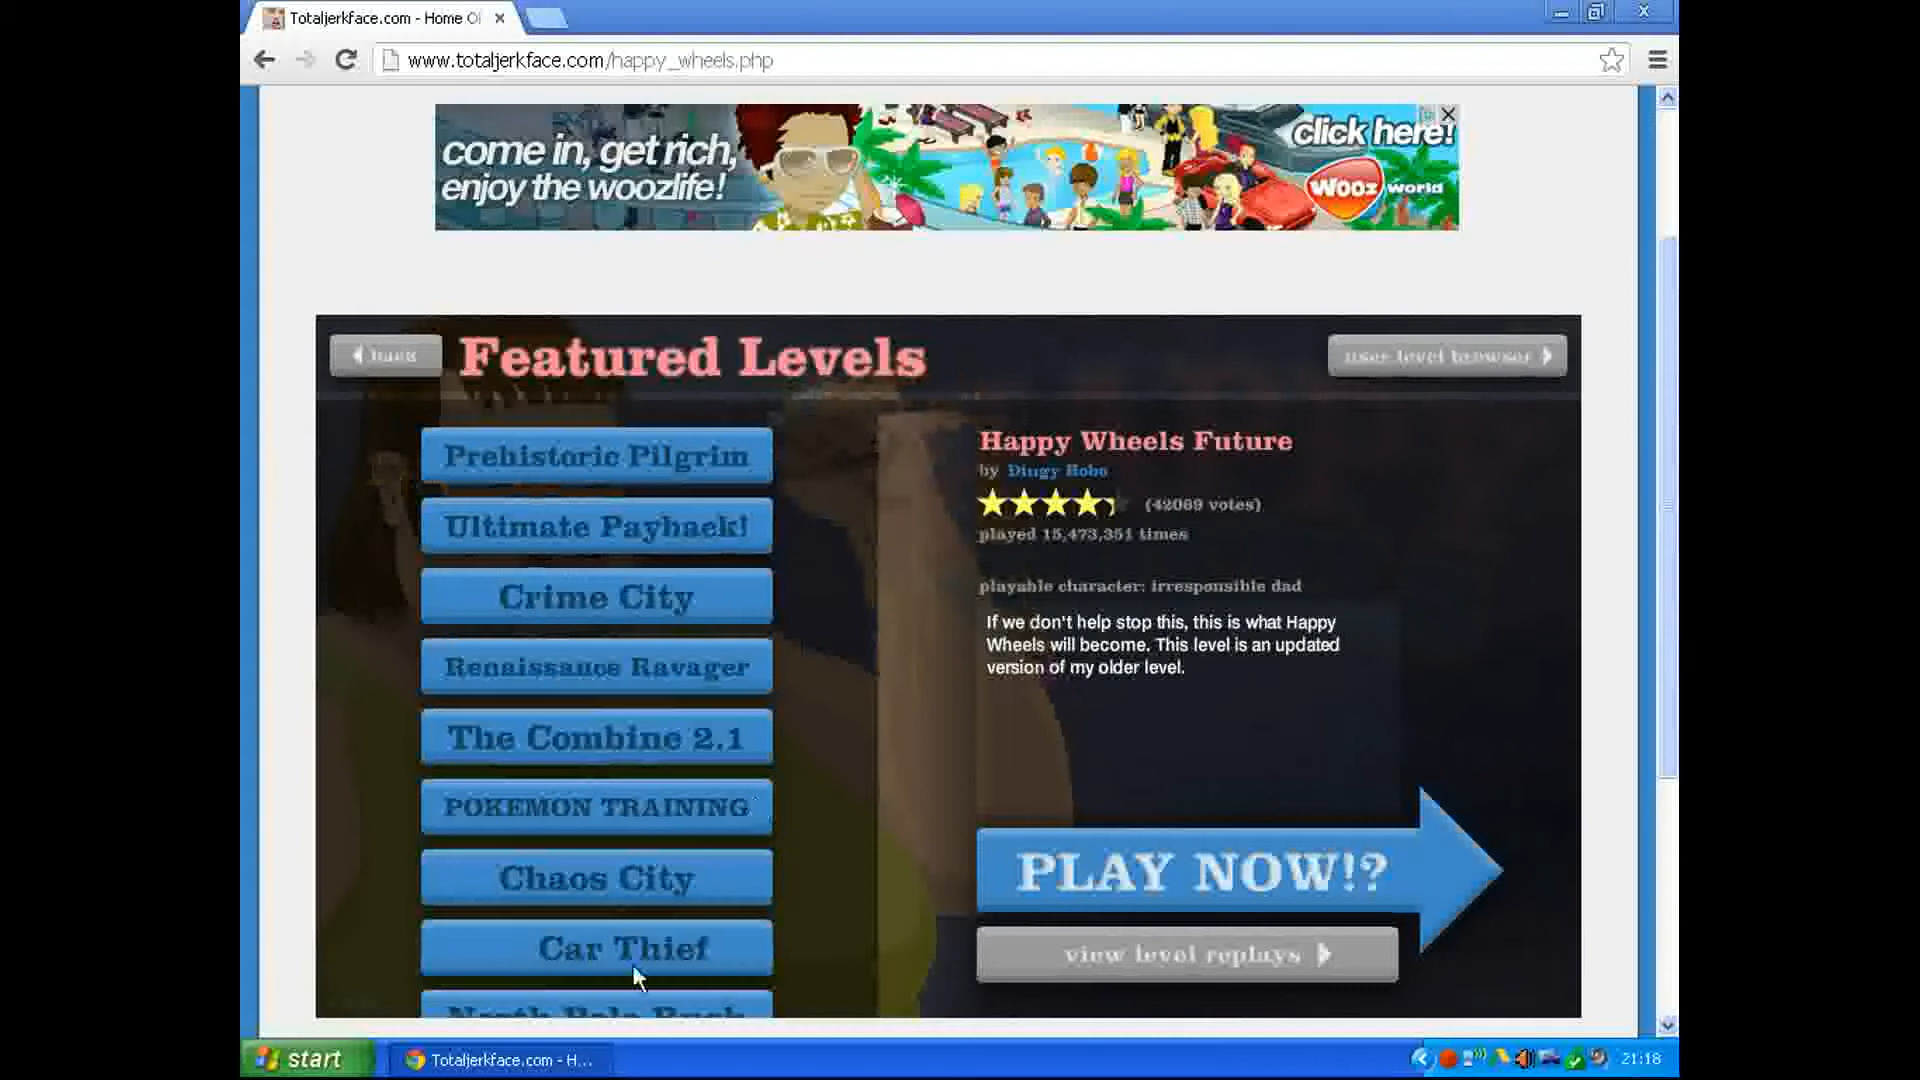 Totaljerkface.com - Home Of
www.totaljerkface.com/happy_wheels.php
come in, get rich,
enjoy the woozlife!
click here!
Wooz world
back
Featured Levels
user level browser
Prehistoric Pilgrim
Ultimate Payback!
Crime City
Renaissance Ravager
The Combine 2.1
POKEMON TRAINING
Chaos City
Car Thief
North Pole Rush
Happy Wheels Future
by Dingy Hobo
(42069 votes)
played 15,473,351 times
playable character: irresponsible dad
If we don't help stop this, this is what Happy
Wheels will become. This level is an updated
version of my older level.
PLAY NOW!?
view level replays
start
Totaljerkface.com - H...
21:18